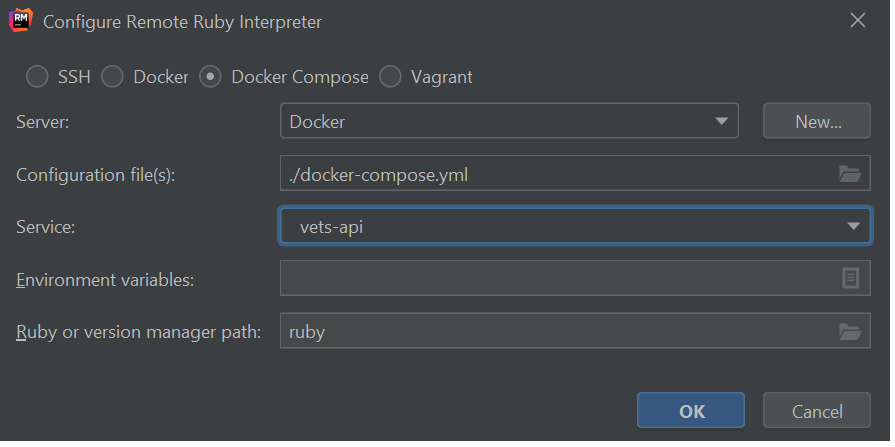 RM
Configure Remote Ruby Interpreter
SSH Docker Docker Compose Vagrant
Server: Docker New...
Configuration file(s): ./docker-compose.yml
Service: vets-api
Environment variables:
Ruby or version manager path: ruby
OK Cancel